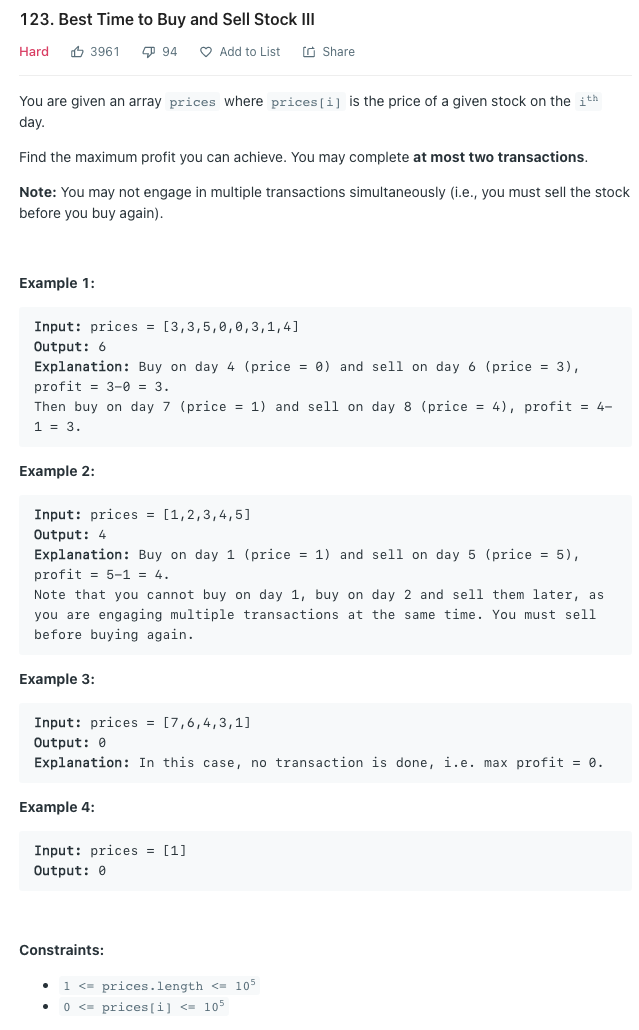 123. Best Time to Buy and Sell Stock III
Hard 3961 94 Add to List Share
You are given an array prices where prices[i] is the price of a given stock on the ith
day.
Find the maximum profit you can achieve. You may complete at most two transactions.
Note: You may not engage in multiple transactions simultaneously (i.e., you must sell the stock
before you buy again).
Example 1:
Input: prices = [3,3,5,0,0,3,1,4]
Output: 6
Explanation: Buy on day 4 (price = 0) and sell on day 6 (price = 3),
profit = 3-0 = 3.
Then buy on day 7 (price = 1) and sell on day 8 (price = 4), profit = 4-
1 = 3.
Example 2:
Input: prices = [1,2,3,4,5]
Output: 4
Explanation: Buy on day 1 (price = 1) and sell on day 5 (price = 5),
profit = 5-1 = 4.
Note that you cannot buy on day 1, buy on day 2 and sell them later, as
you are engaging multiple transactions at the same time. You must sell
before buying again.
Example 3:
Input: prices = [7,6,4,3,1]
Output: 0
Explanation: In this case, no transaction is done, i.e. max profit = 0.
Example 4:
Input: prices = [1]
Output: 0
Constraints:
• 1 <= prices.length <= 10⁵
• 0 <= prices[i] <= 10⁵